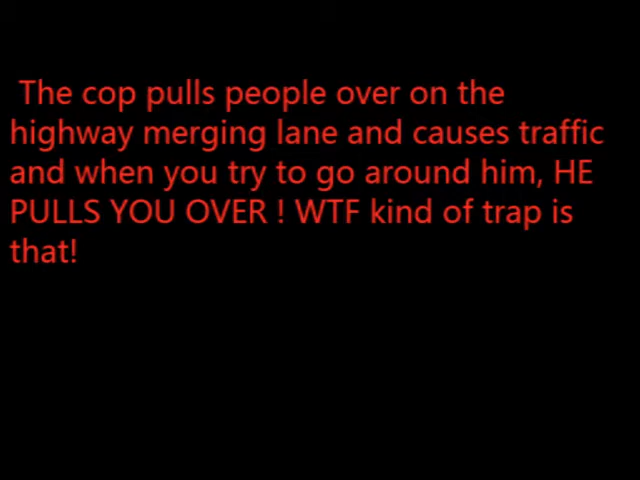 The cop pulls people over on the
highway merging lane and causes traffic
and when you try to go around him, HE
PULLS YOU OVER ! WTF kind of trap is
that!